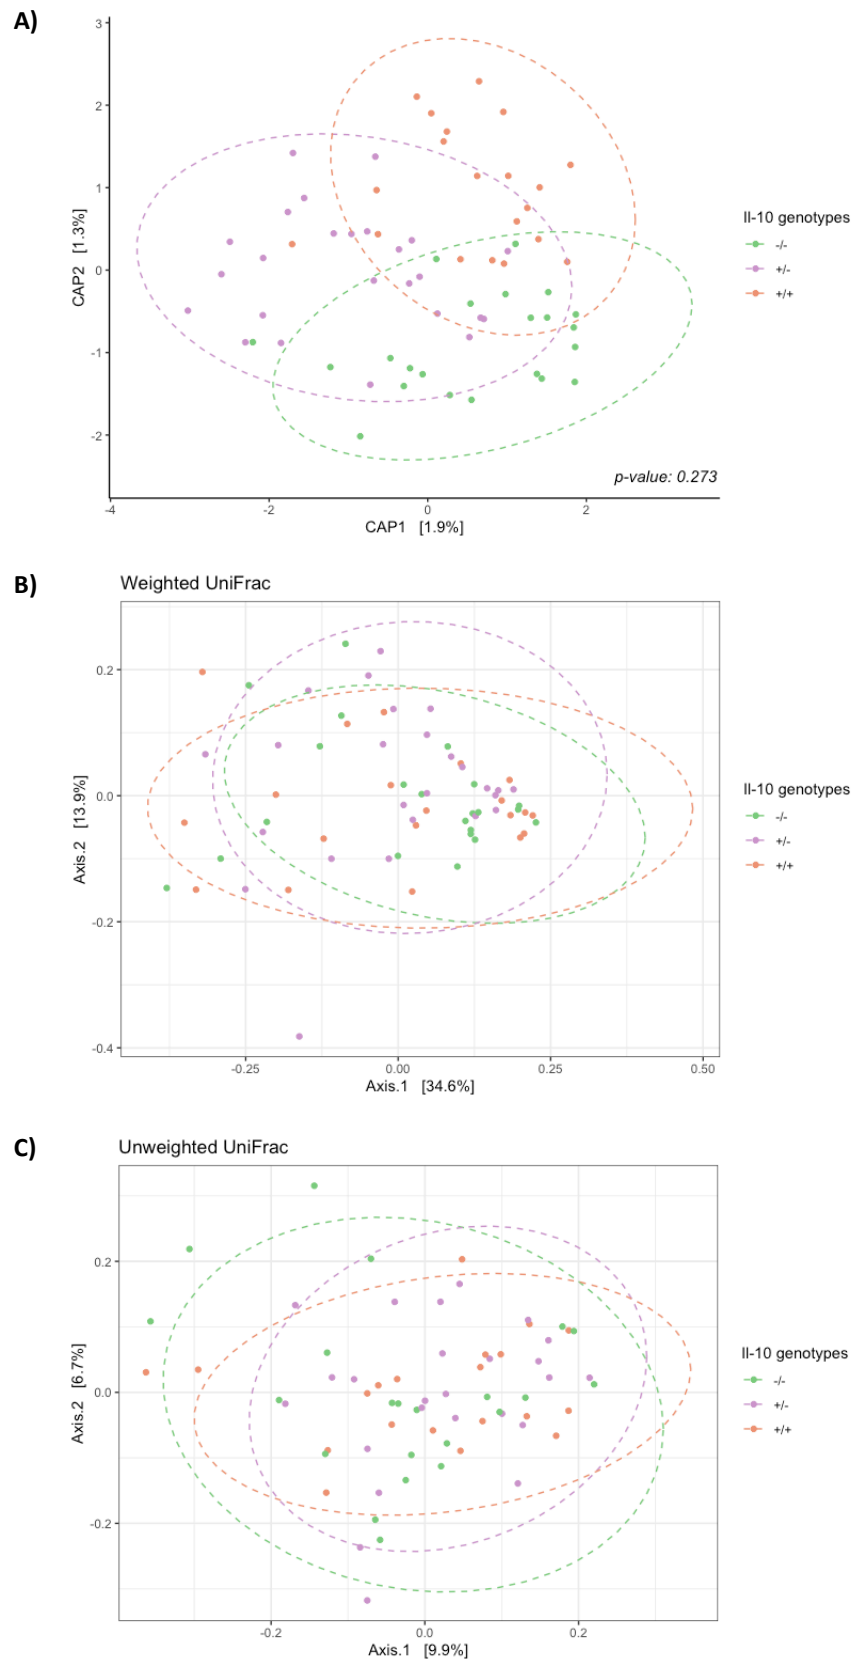 A)
3
2
1
0
-1
-2
CAP2 [1.3%]
-4
-2
0
2
CAP1 [1.9%]
p-value: 0.273
Il-10 genotypes
-/-
+/-
+/+
B)
Weighted UniFrac
0.2
0.0
-0.2
-0.4
Axis.2 [13.9%]
-0.25
0.00
0.25
0.50
Axis.1 [34.6%]
Il-10 genotypes
-/-
+/-
+/+
C)
Unweighted UniFrac
0.2
0.0
-0.2
Axis.2 [6.7%]
-0.2
0.0
0.2
Axis.1 [9.9%]
Il-10 genotypes
-/-
+/-
+/+